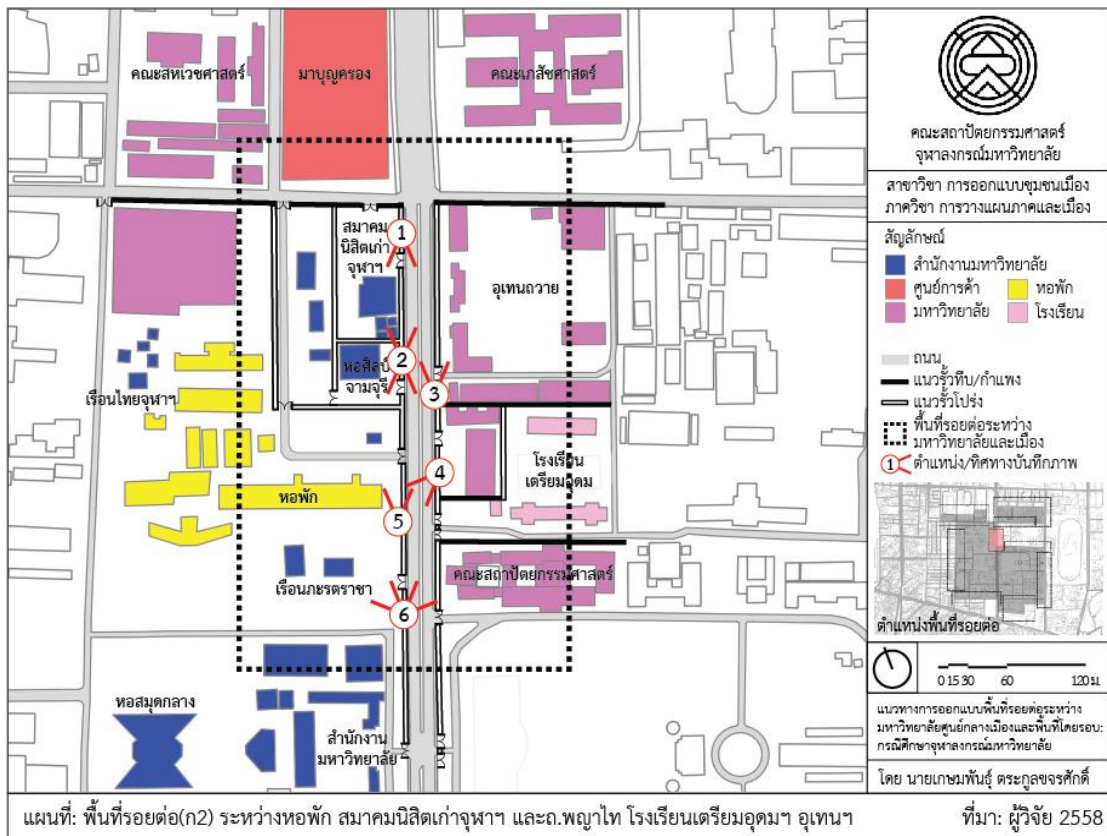 คณะสหเวชศาสตร์
มาบุญครอง
คณะเภสัชศาสตร์
สมาคม
นิสิตเก่า
จุฬาฯ
1
อุเทนถวาย
2
หอศิลป์
จามจุรี
3
เรือนไทยจุฬาฯ
4
โรงเรียน
เตรียมอุดม
หอพัก
5
เรือนภะรตราชา
คณะสถาปัตยกรรมศาสตร์
6
หอสมุดกลาง
สำนักงาน
มหาวิทยาลัย
คณะสถาปัตยกรรมศาสตร์
จุฬาลงกรณ์มหาวิทยาลัย
สาขาวิชา การออกแบบชุมชนเมือง
ภาควิชา การวางแผนภาคและเมือง
สัญลักษณ์
สำนักงานมหาวิทยาลัย
ศูนย์การค้า หอพัก
มหาวิทยาลัย โรงเรียน
ถนน
แนวรั้วทึบ/กำแพง
แนวรั้วโปร่ง
พื้นที่รอยต่อระหว่าง
มหาวิทยาลัยและเมือง
1 ตำแหน่ง/ทิศทางบันทึกภาพ
ตำแหน่งพื้นที่รอยต่อ
0 15 30 60 120 ม.
แนวทางการออกแบบพื้นที่รอยต่อระหว่าง
มหาวิทยาลัยศูนย์กลางเมืองและพื้นที่โดยรอบ:
กรณีศึกษาจุฬาลงกรณ์มหาวิทยาลัย
โดย นายเกษมพันธุ์ ตระกูลขจรศักดิ์
แผนที่: พื้นที่รอยต่อ(ก2) ระหว่างหอพัก สมาคมนิสิตเก่าจุฬาฯ และถ.พญาไท โรงเรียนเตรียมอุดมฯ อุเทนฯ ที่มา: ผู้วิจัย 2558